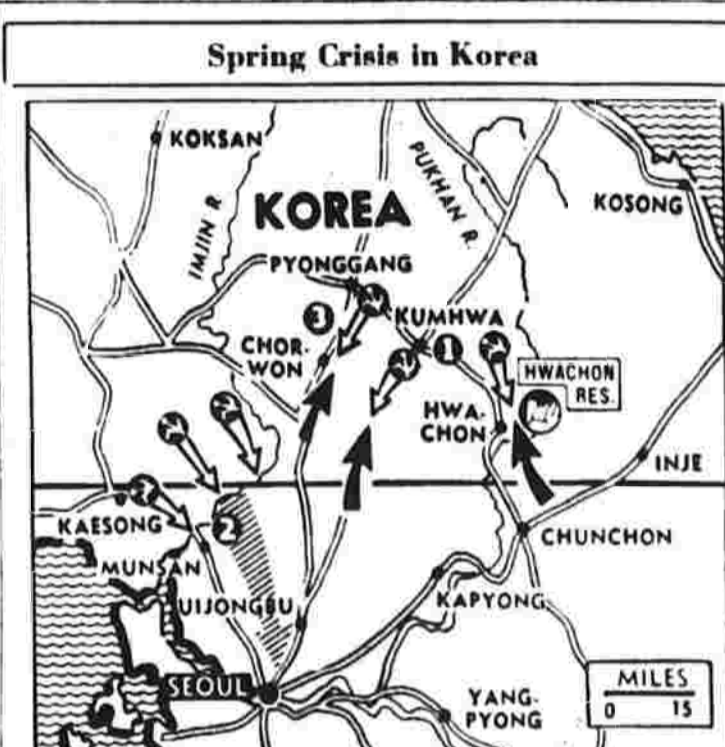 Spring Crisis in Korea
KOKSAN
IMJIN R.
KOREA
PUKHAN R.
KOSONG
PYONGGANG
3
KUMHWA
1
CHOR-
WON
HWACHON
RES.
HWA-
CHON
INJE
KAESONG
2
CHUNCHON
MUNSAN
UIJONGBU
KAPYONG
SEOUL
YANG-
PYONG
MILES
0 15